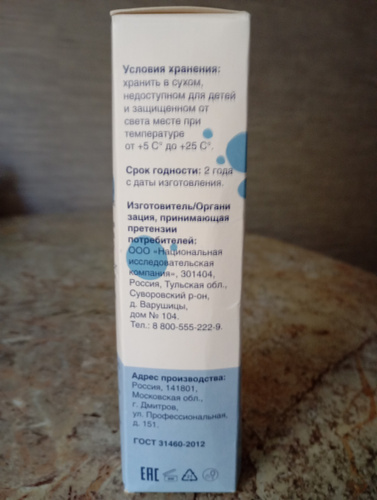 Условия хранения:
хранить в сухом,
недоступном для детей
и защищенном от
света месте при
температуре
от +5 С° до +25 С°.
Срок годности: 2 года
с даты изготовления.
Изготовитель/Органи
зация, принимающая
претензии
потребителей:
ООО «Национальная
исследовательская
компания», 301404,
Россия, Тульская обл.,
Суворовский р-он,
д. Варушицы,
дом № 104.
Тел.: 8 800-555-222-9.
Адрес производства:
Россия, 141801,
Московская обл.,
г. Дмитров,
ул. Профессиональная,
д. 151.
ГОСТ 31460-2012
EAC